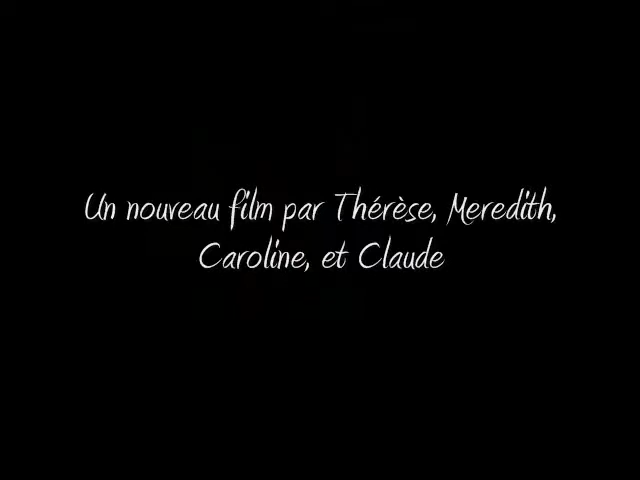 Un nouveau film par Thérèse, Meredith,
Caroline, et Claude